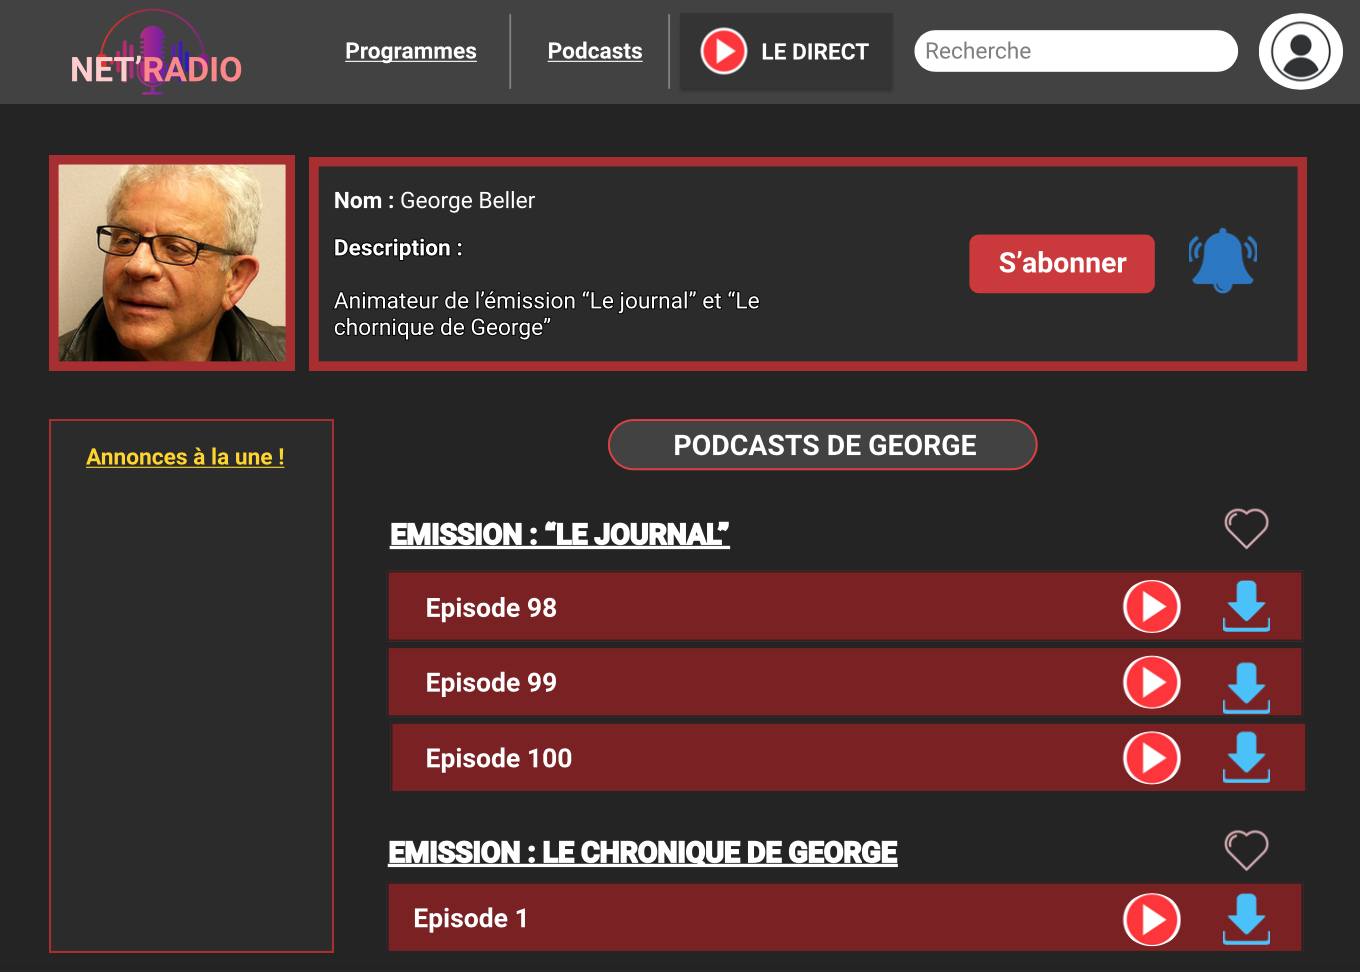 NET’RADIO
Programmes
Podcasts
LE DIRECT
Recherche
Nom : George Beller
Description :
Animateur de l’émission “Le journal” et “Le
chornique de George”
S’abonner
Annonces à la une !
PODCASTS DE GEORGE
EMISSION : “LE JOURNAL”
Episode 98
Episode 99
Episode 100
EMISSION : LE CHRONIQUE DE GEORGE
Episode 1